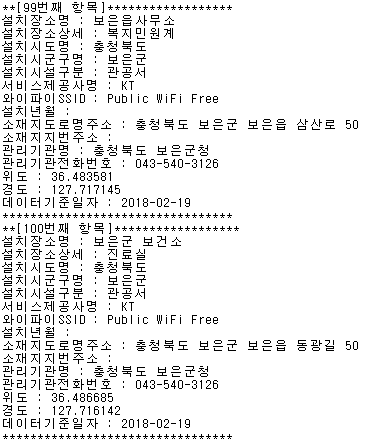 **[99번째 항목]*****************
설치장소명 : 보은읍사무소
설치장소상세 : 복지민원계
설치시도명 : 충청북도
설치시군구명 : 보은군
설치시설구분 : 관공서
서비스제공사명 : KT
와이파이SSID : Public WiFi Free
설치년월 :
소재지도로명주소 : 충청북도 보은군 보은읍 삼산로 50
소재지지번주소 :
관리기관명 : 충청북도 보은군청
관리기관전화번호 : 043-540-3126
위도 : 36.483581
경도 : 127.717145
데이터기준일자 : 2018-02-19
*********************************
**[100번째 항목]*****************
설치장소명 : 보은군 보건소
설치장소상세 : 진료실
설치시도명 : 충청북도
설치시군구명 : 보은군
설치시설구분 : 관공서
서비스제공사명 : KT
와이파이SSID : Public WiFi Free
설치년월 :
소재지도로명주소 : 충청북도 보은군 보은읍 동광길 50
소재지지번주소 :
관리기관명 : 충청북도 보은군청
관리기관전화번호 : 043-540-3126
위도 : 36.486685
경도 : 127.716142
데이터기준일자 : 2018-02-19
*********************************